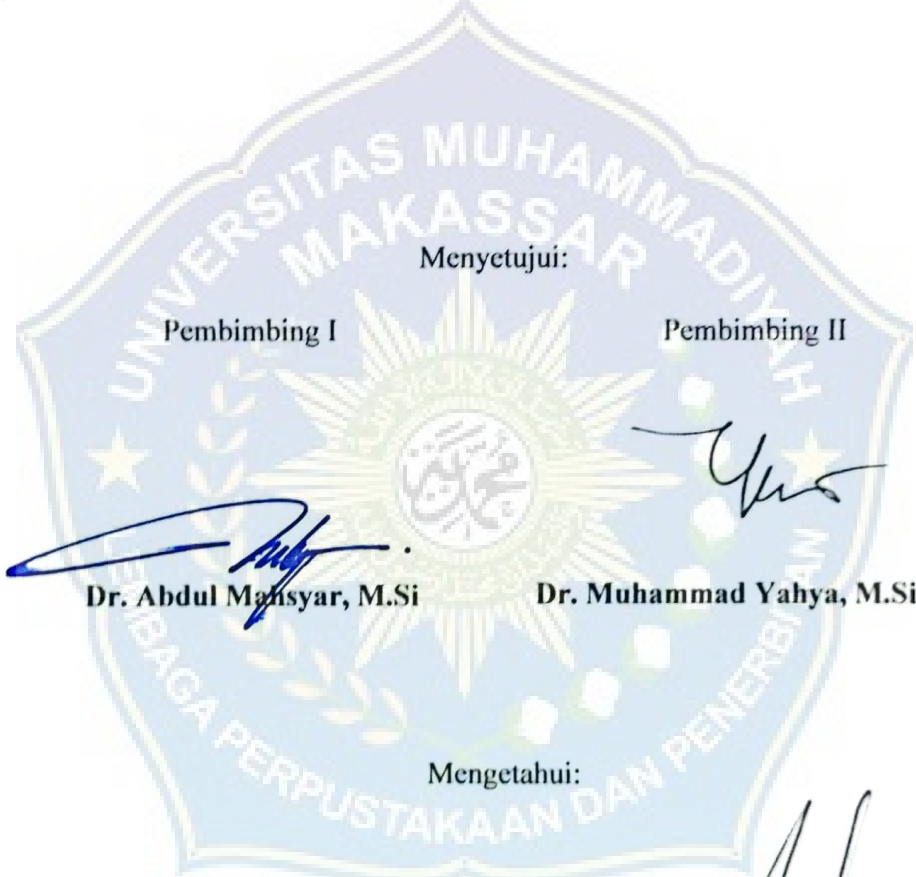 UNIVERSITAS MUHAMMADIYAH
MAKASSAR
Menyetujui:
Pembimbing I
Pembimbing II
Dr. Abdul Mahsyar, M.Si
Dr. Muhammad Yahya, M.Si
Mengetahui:
LEMBAGA PERPUSTAKAAN DAN PENERBITAN